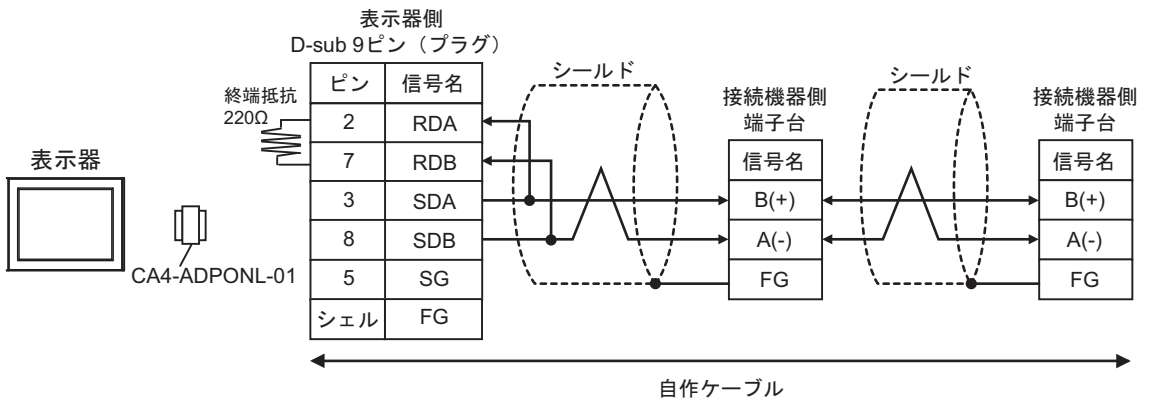 表示器側
D-sub 9ピン（プラグ）
終端抵抗
220Ω
ピン 信号名
2 RDA
7 RDB
3 SDA
8 SDB
5 SG
シェル FG
表示器
CA4-ADPONL-01
シールド
接続機器側
端子台
信号名
B(+)
A(-)
FG
シールド
接続機器側
端子台
信号名
B(+)
A(-)
FG
自作ケーブル